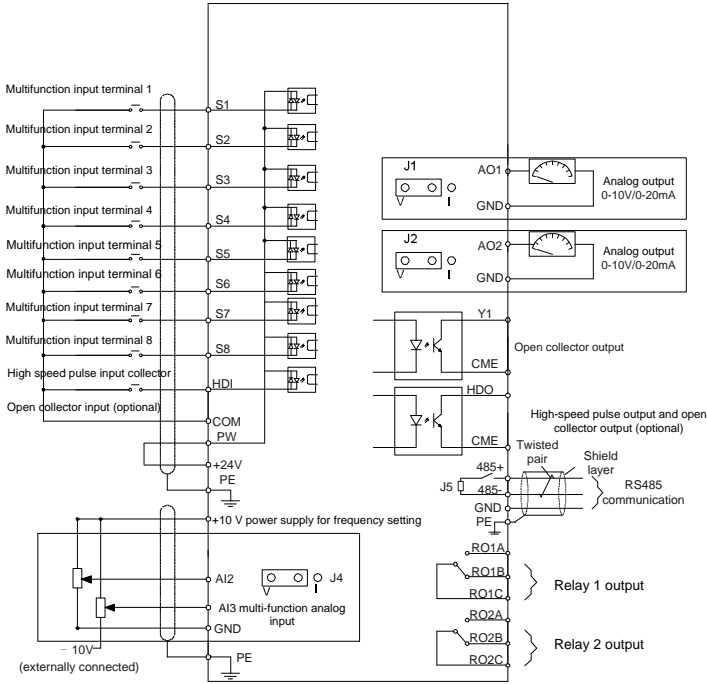 Multifunction input terminal 1
S1
Multifunction input terminal 2
S2
Multifunction input terminal 3
S3
Multifunction input terminal 4
S4
Multifunction input terminal 5
S5
Multifunction input terminal 6
S6
Multifunction input terminal 7
S7
Multifunction input terminal 8
S8
High speed pulse input collector
HDI
Open collector input (optional)
COM
PW
+24V
PE
+10 V power supply for frequency setting
AI2
V
I
J4
AI3 multi-function analog
input
GND
– 10V
(externally connected)
PE
J1
V
I
AO1
GND
Analog output
0-10V/0-20mA
J2
V
I
AO2
GND
Analog output
0-10V/0-20mA
Y1
CME
Open collector output
HDO
CME
High-speed pulse output and open
collector output (optional)
Twisted
pair
Shield
layer
485+
J5
485-
GND
PE
RS485
communication
RO1A
RO1B
RO1C
Relay 1 output
RO2A
RO2B
RO2C
Relay 2 output